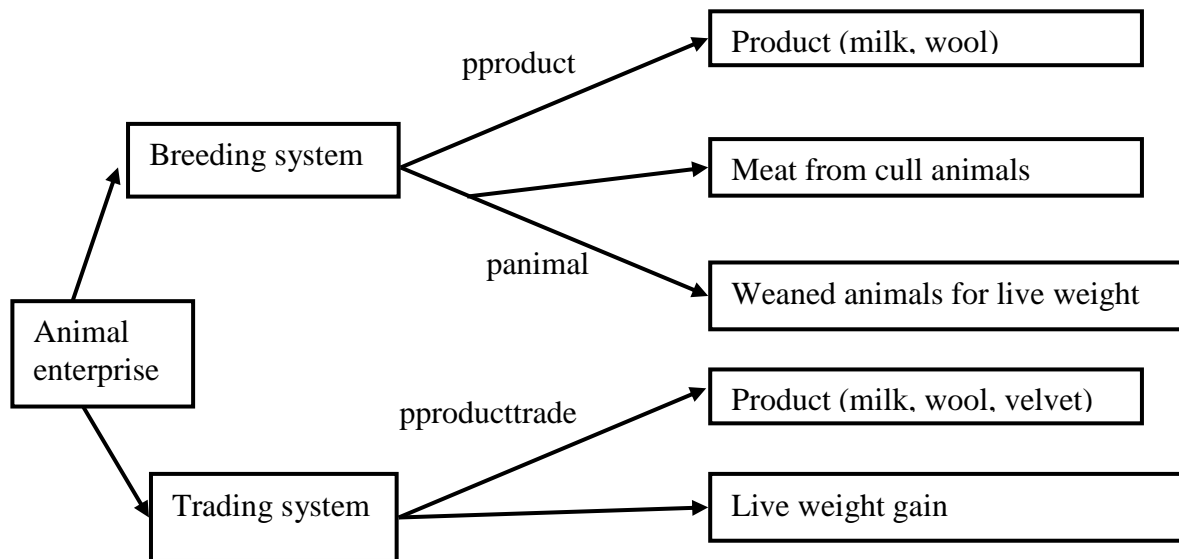 Product (milk, wool)
pproduct
Breeding system
Meat from cull animals
panimal
Weaned animals for live weight
Animal
enterprise
Product (milk, wool, velvet)
pproducttrade
Trading system
Live weight gain